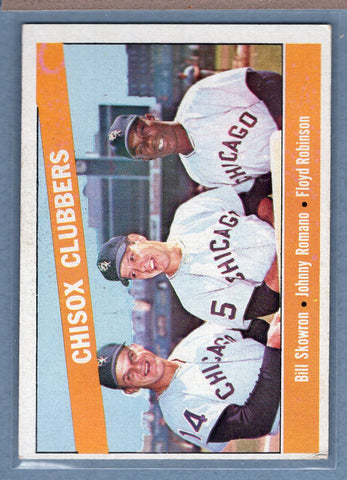 CHISOX CLUBBERS
CHICAGO
CHICAGO
5
CHICAGO
14
Bill Skowron • Johnny Romano • Floyd Robinson